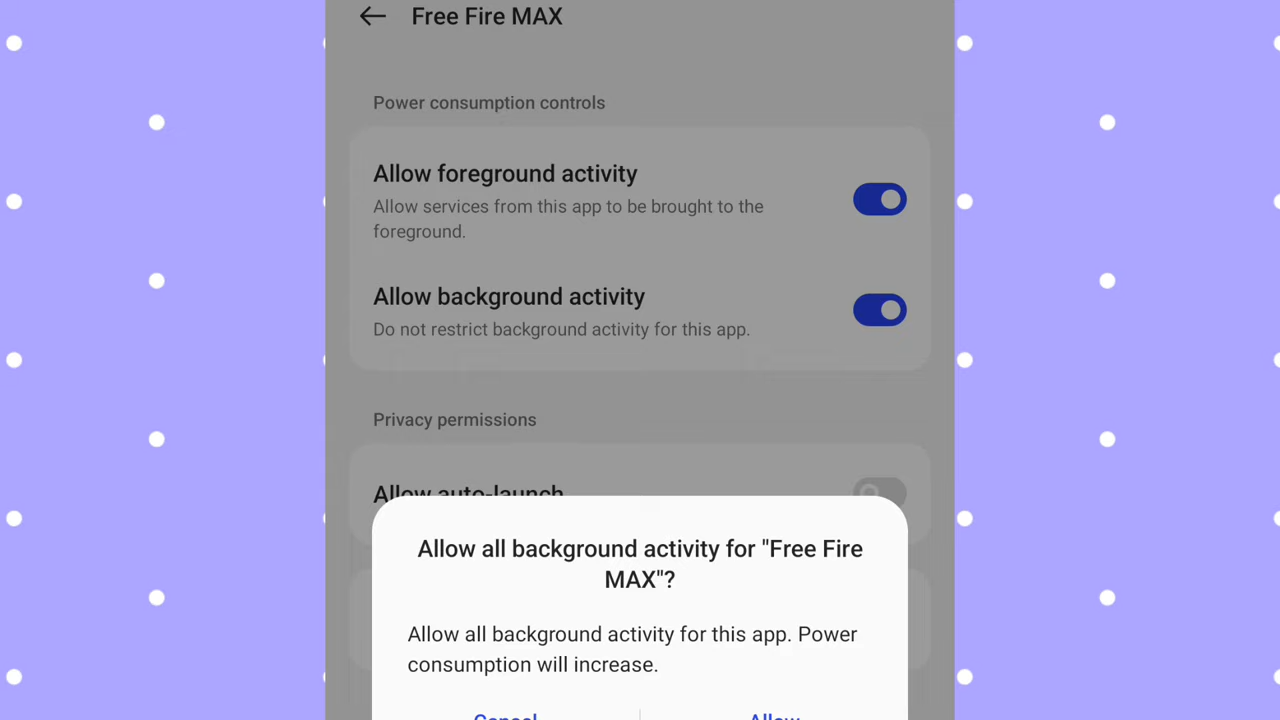 Free Fire MAX
Power consumption controls
Allow foreground activity
Allow services from this app to be brought to the
foreground.
Allow background activity
Do not restrict background activity for this app.
Privacy permissions
Allow auto-launch
Allow all background activity for "Free Fire
MAX"?
Allow all background activity for this app. Power
consumption will increase.
Cancel
Allow